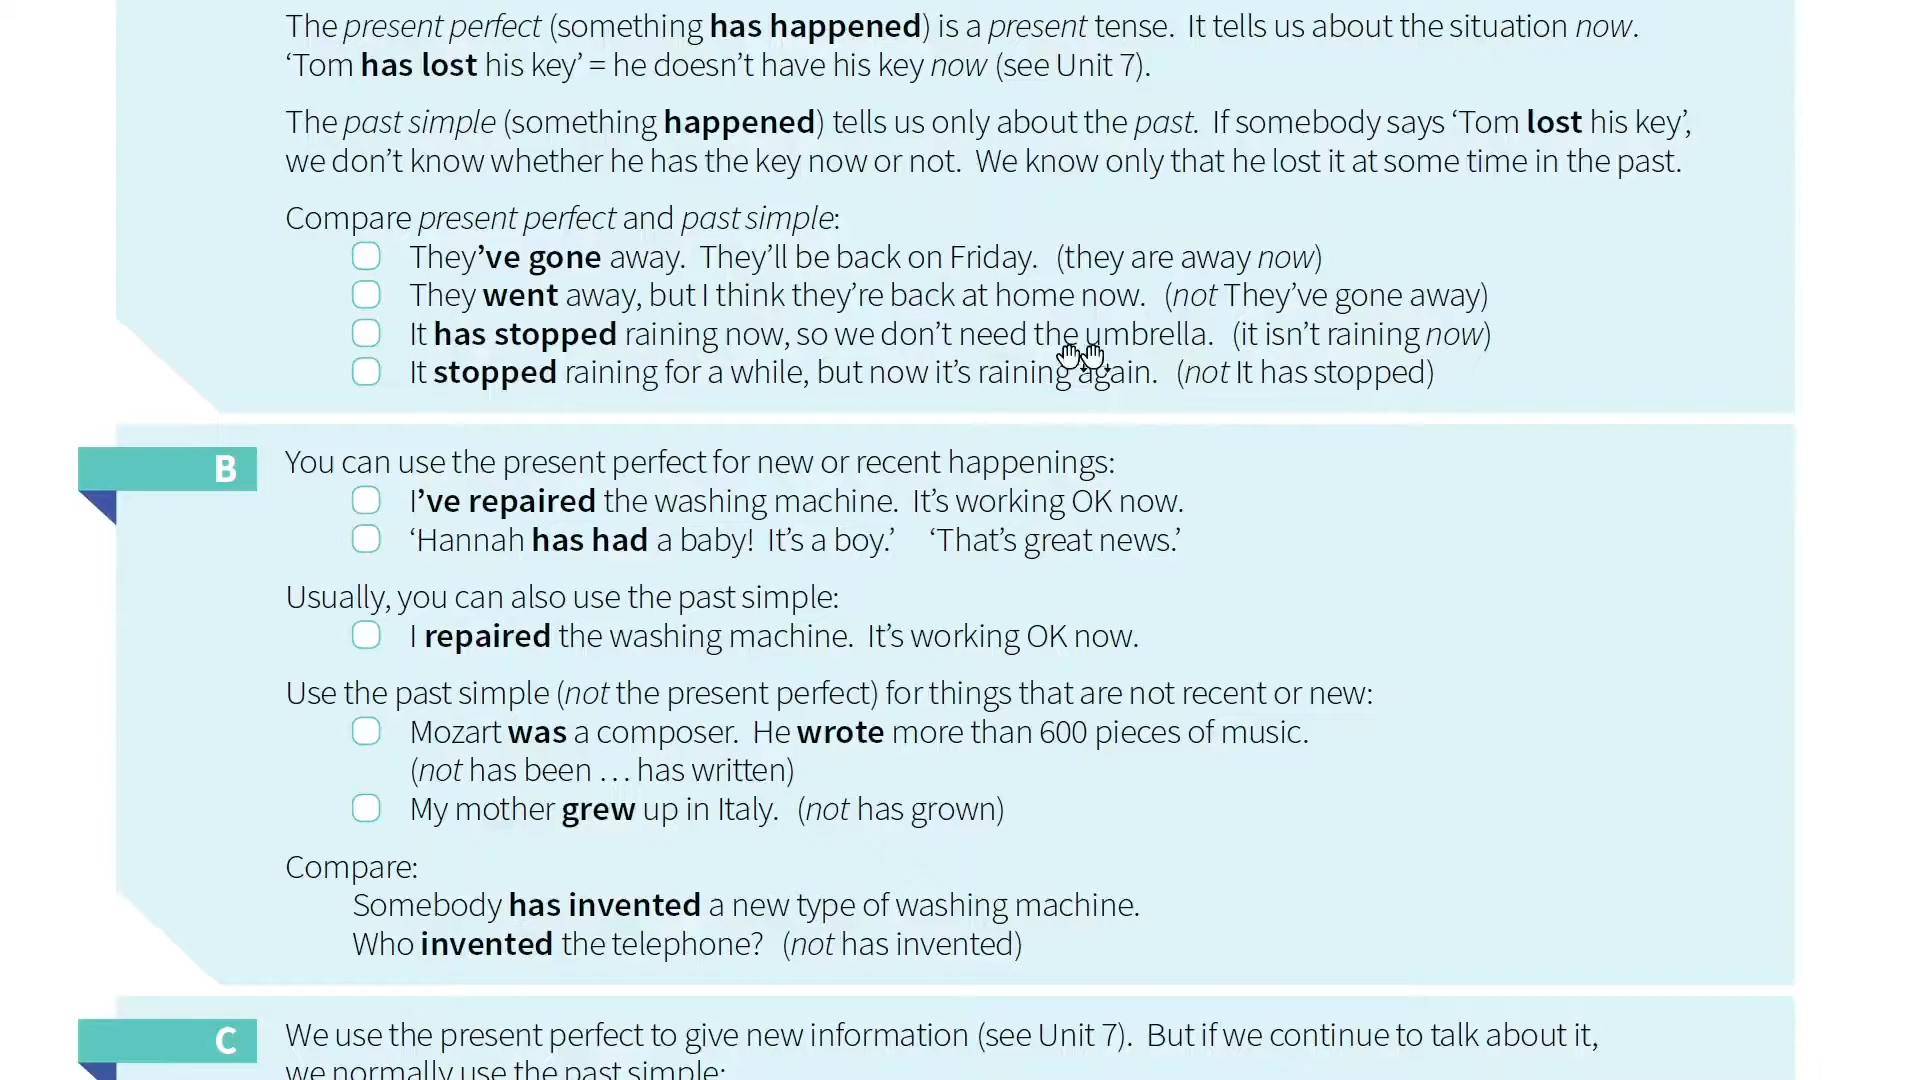 The present perfect (something has happened) is a present tense. It tells us about the situation now.
‘Tom has lost his key’ = he doesn’t have his key now (see Unit 7).
The past simple (something happened) tells us only about the past. If somebody says ‘Tom lost his key’,
we don’t know whether he has the key now or not. We know only that he lost it at some time in the past.
Compare present perfect and past simple:
They’ve gone away. They’ll be back on Friday. (they are away now)
They went away, but I think they’re back at home now. (not They’ve gone away)
It has stopped raining now, so we don’t need the umbrella. (it isn’t raining now)
It stopped raining for a while, but now it’s raining again. (not It has stopped)
B
You can use the present perfect for new or recent happenings:
I’ve repaired the washing machine. It’s working OK now.
‘Hannah has had a baby! It’s a boy.’ ‘That’s great news.’
Usually, you can also use the past simple:
I repaired the washing machine. It’s working OK now.
Use the past simple (not the present perfect) for things that are not recent or new:
Mozart was a composer. He wrote more than 600 pieces of music.
(not has been … has written)
My mother grew up in Italy. (not has grown)
Compare:
Somebody has invented a new type of washing machine.
Who invented the telephone? (not has invented)
C
We use the present perfect to give new information (see Unit 7). But if we continue to talk about it,
we normally use the past simple: